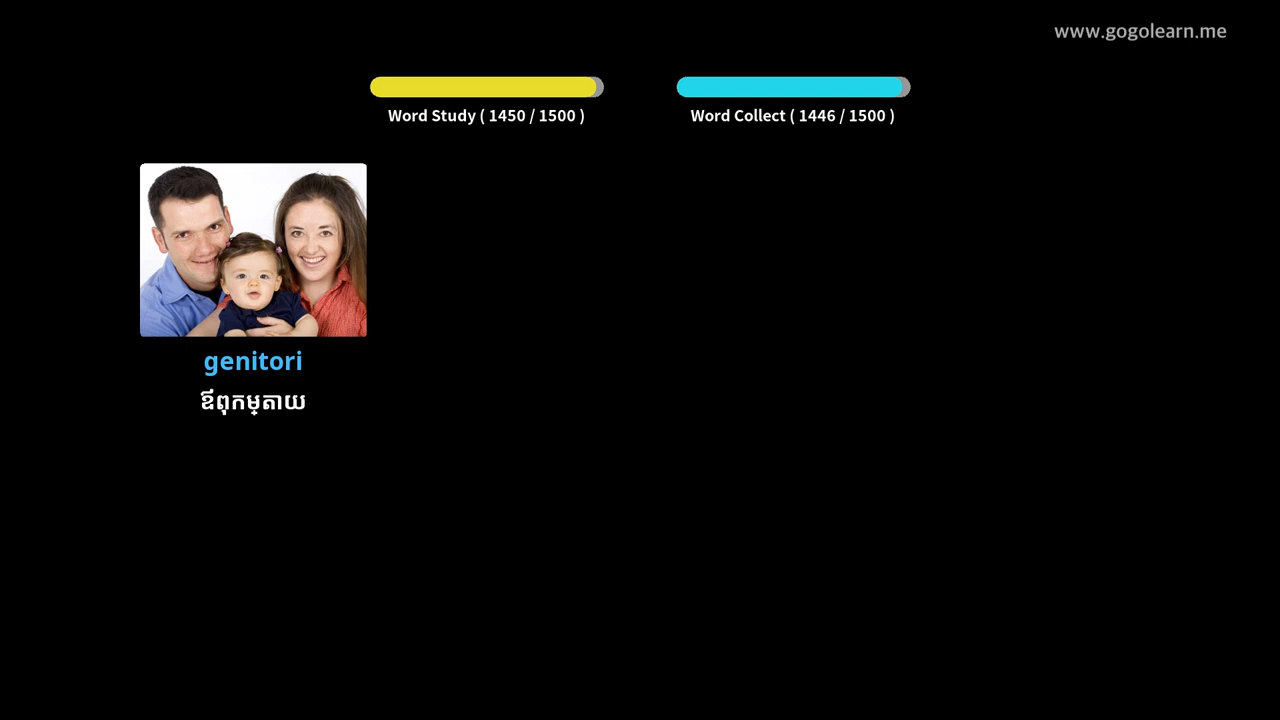 www.gogolearn.me
Word Study ( 1450 / 1500 )
Word Collect ( 1446 / 1500 )
genitori
ឪពុកម្តាយ